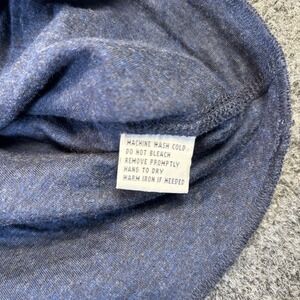 MACHINE WASH COLD
DO NOT BLEACH
REMOVE PROMPTLY
HANG TO DRY
WARM IRON IF NEEDED